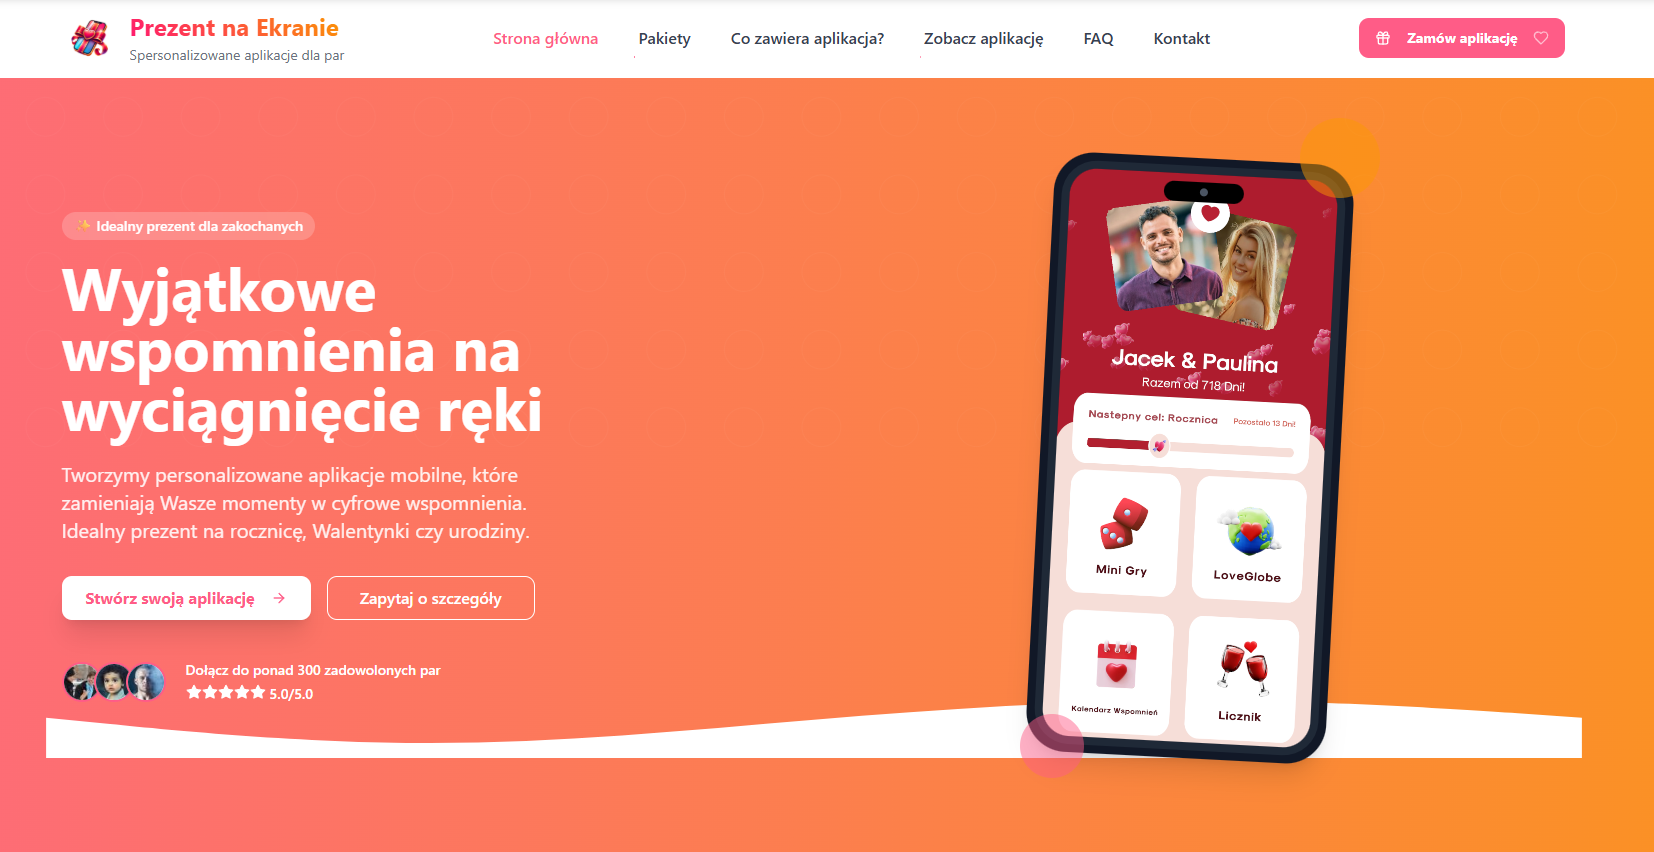 Prezent na Ekranie
Spersonalizowane aplikacje dla par
Strona główna
Pakiety
Co zawiera aplikacja?
Zobacz aplikację
FAQ
Kontakt
Zamów aplikację
✨ Idealny prezent dla zakochanych
Wyjątkowe
wspomnienia na
wyciągnięcie ręki
Tworzymy personalizowane aplikacje mobilne, które
zamieniają Wasze momenty w cyfrowe wspomnienia.
Idealny prezent na rocznicę, Walentynki czy urodziny.
Stwórz swoją aplikację
Zapytaj o szczegóły
Dołącz do ponad 300 zadowolonych par
5.0/5.0
Jacek & Paulina
Razem od 718 Dni!
Nastepny cel: Rocznica
Pozostało 13 Dni!
Mini Gry
LoveGlobe
Kalendarz Wspomnień
Licznik